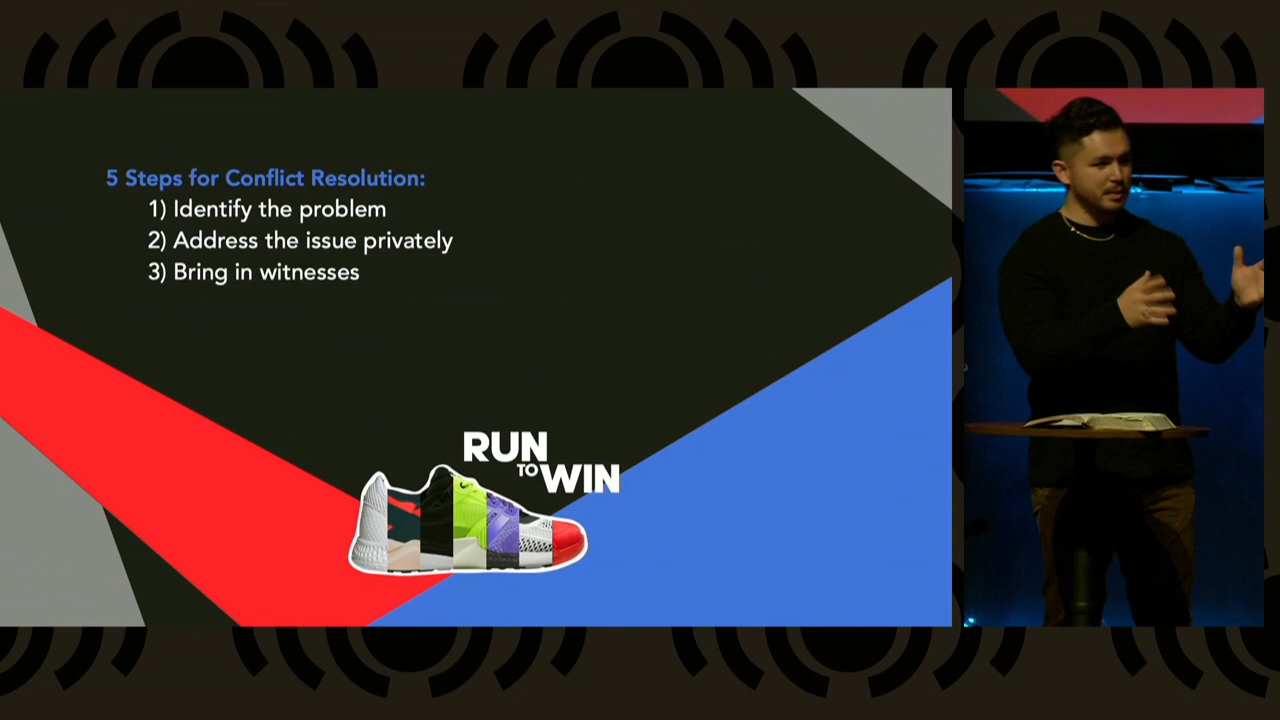 5 Steps for Conflict Resolution:
1) Identify the problem
2) Address the issue privately
3) Bring in witnesses
RUN
TO WIN